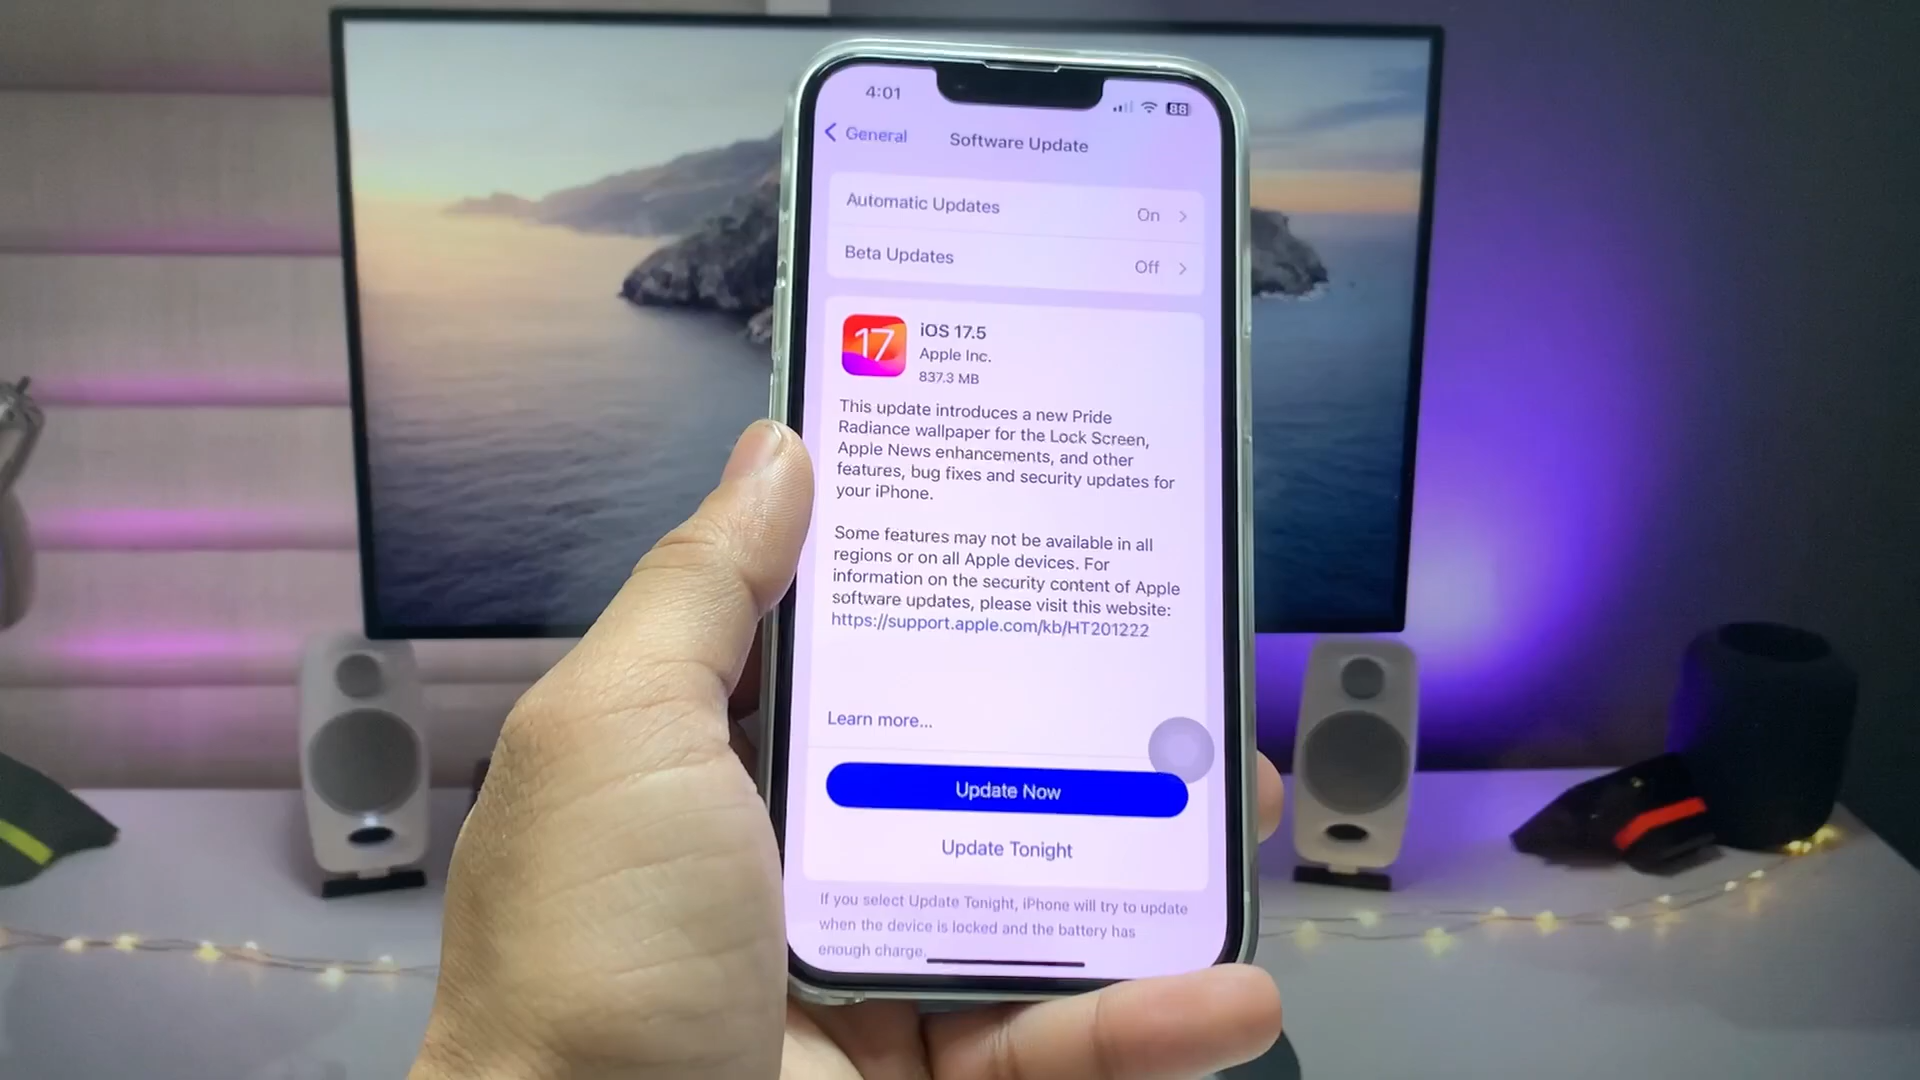 4:01
88
General
Software Update
Automatic Updates
On
Beta Updates
Off
17
iOS 17.5
Apple Inc.
837.3 MB
This update introduces a new Pride
Radiance wallpaper for the Lock Screen,
Apple News enhancements, and other
features, bug fixes and security updates for
your iPhone.
Some features may not be available in all
regions or on all Apple devices. For
information on the security content of Apple
software updates, please visit this website:
https://support.apple.com/kb/HT201222
Learn more...
Update Now
Update Tonight
If you select Update Tonight, iPhone will try to update
when the device is locked and the battery has
enough charge.